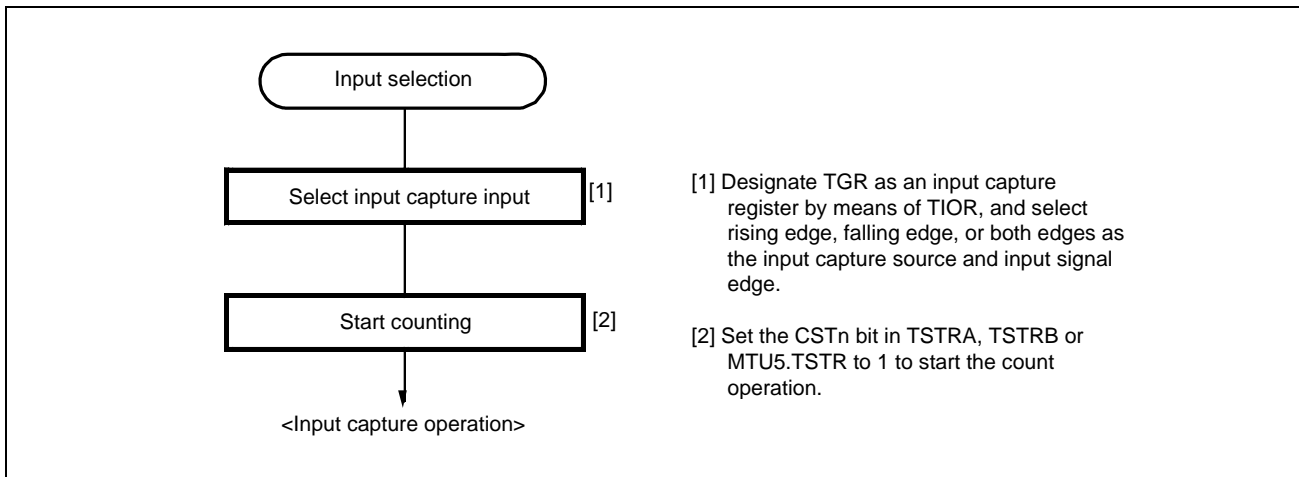 Input selection
Select input capture input
[1]
Start counting
[2]
<Input capture operation>
[1] Designate TGR as an input capture
register by means of TIOR, and select
rising edge, falling edge, or both edges as
the input capture source and input signal
edge.
[2] Set the CSTn bit in TSTRA, TSTRB or
MTU5.TSTR to 1 to start the count
operation.